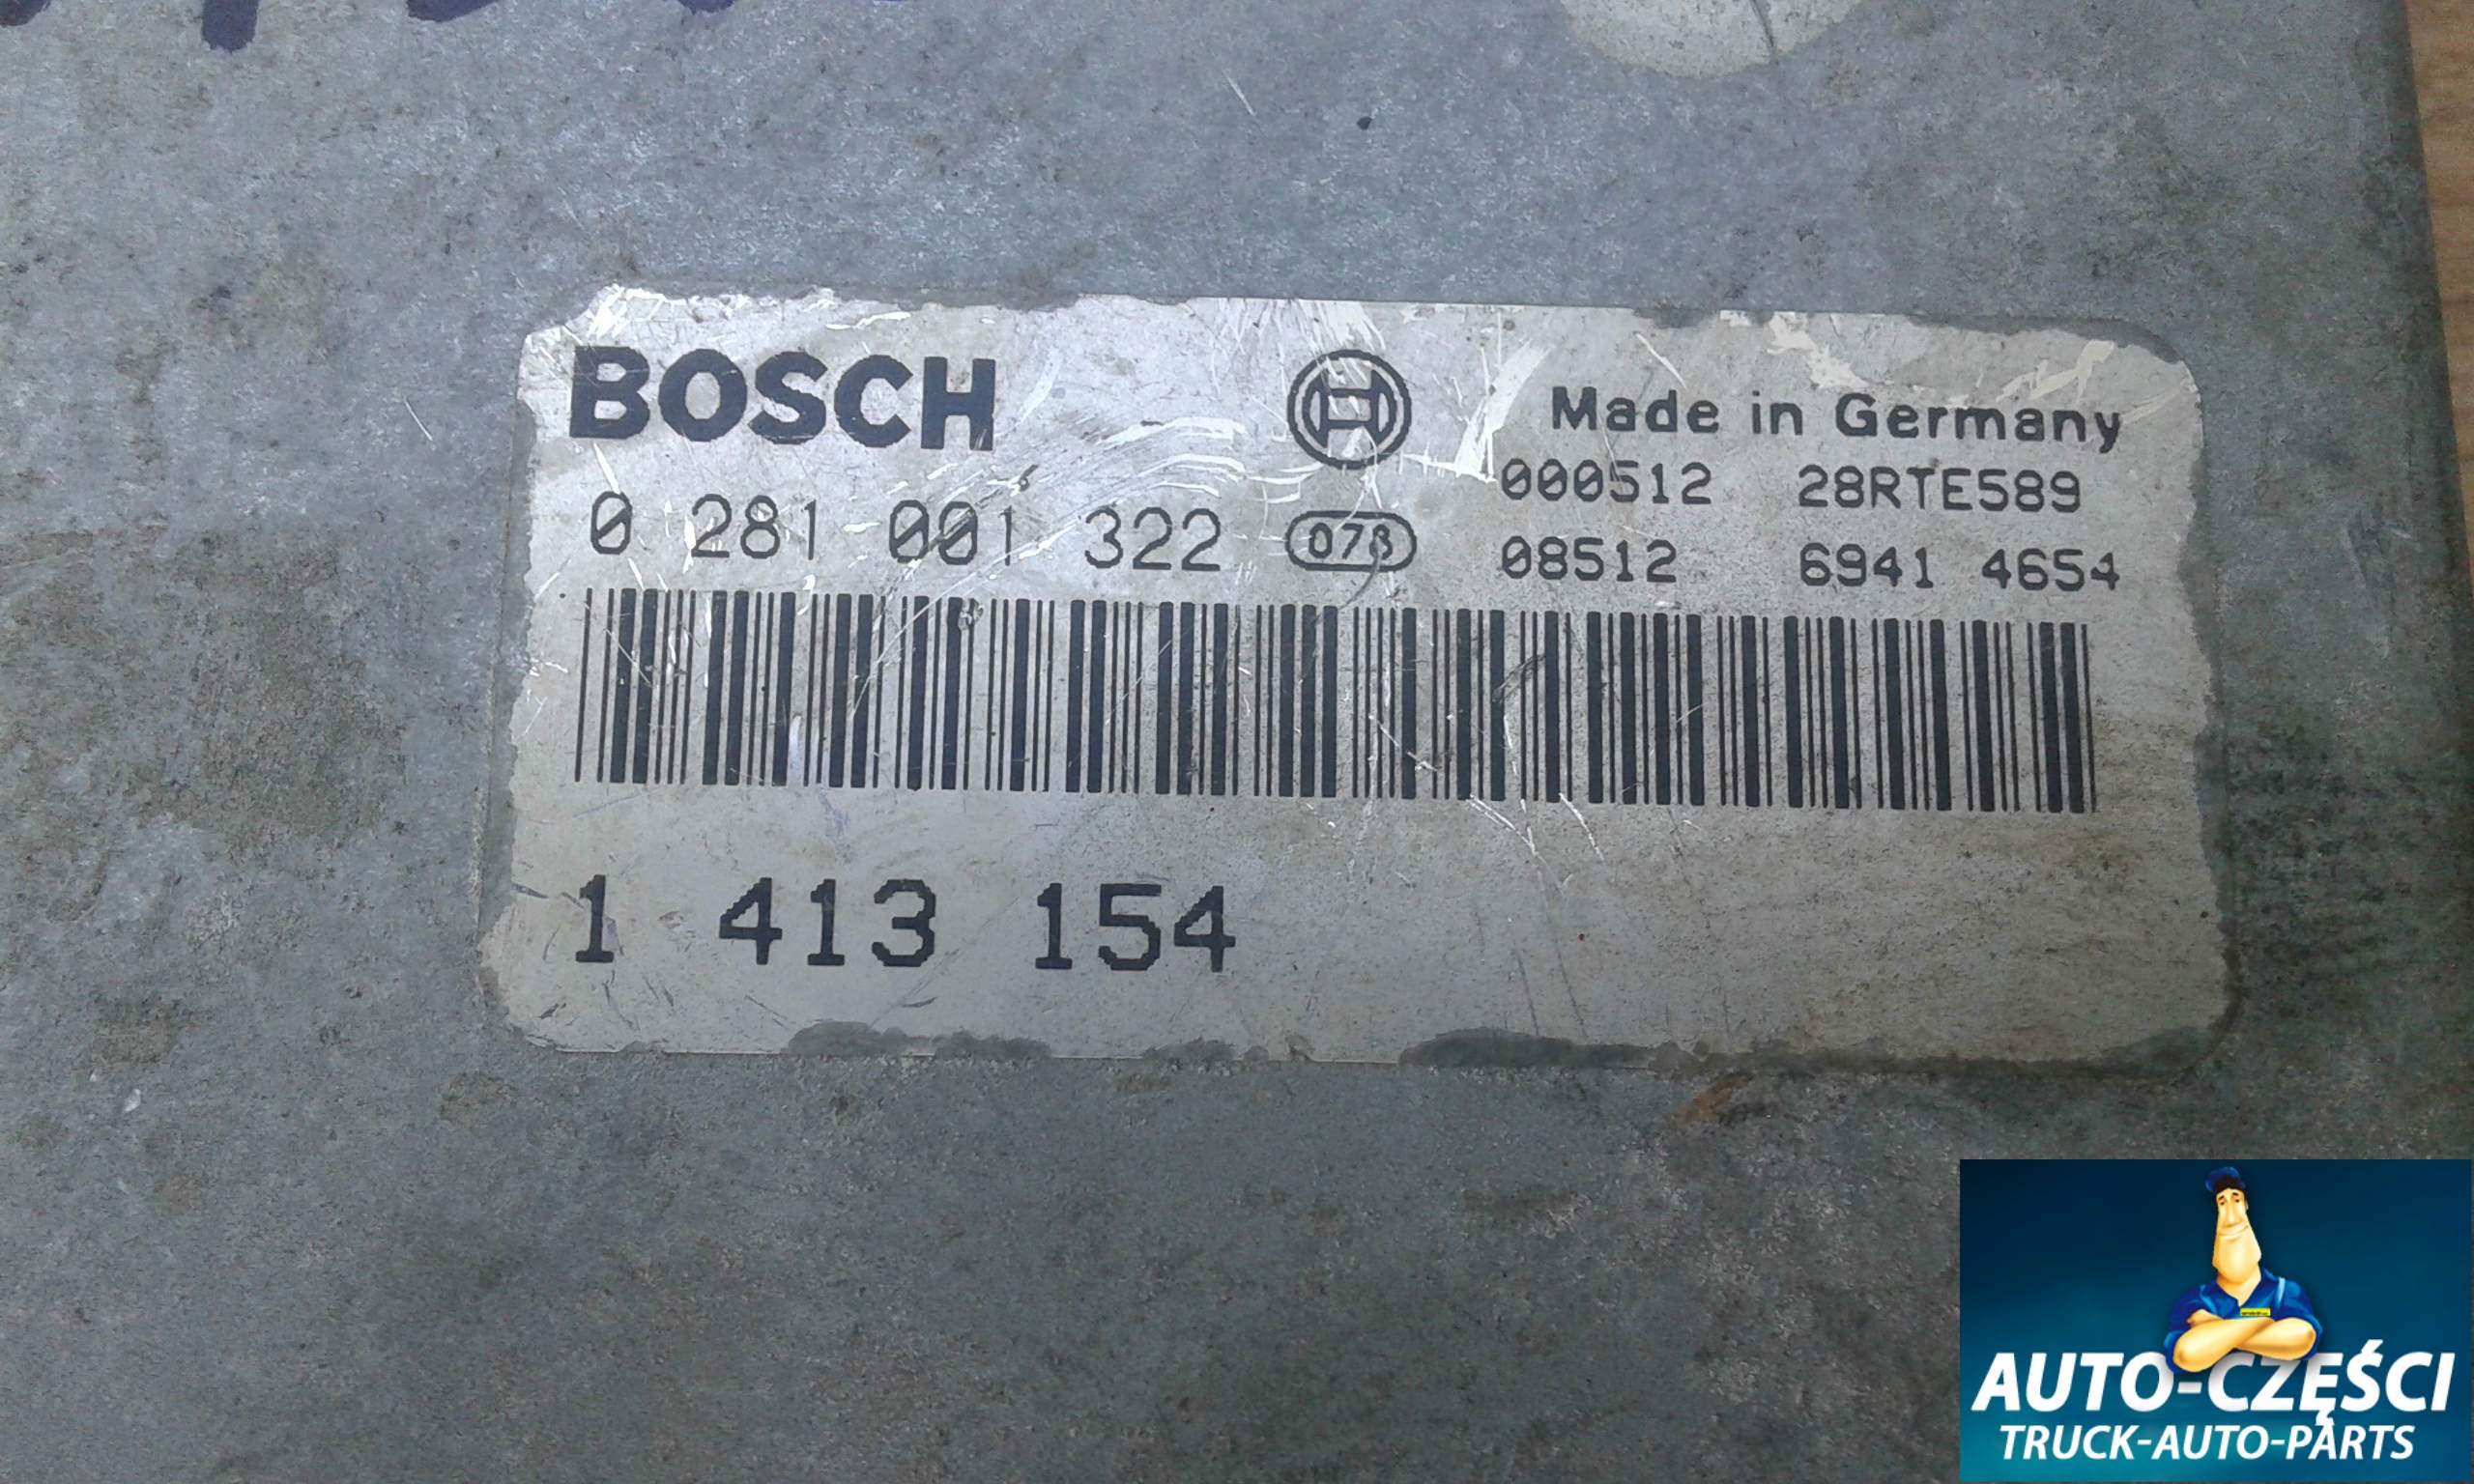 BOSCH
Made in Germany
000512 28RTE589
0 281 001 322 073 08512 6941 4654
1 413 154
AUTO-CZĘŚCI
TRUCK-AUTO-PARTS